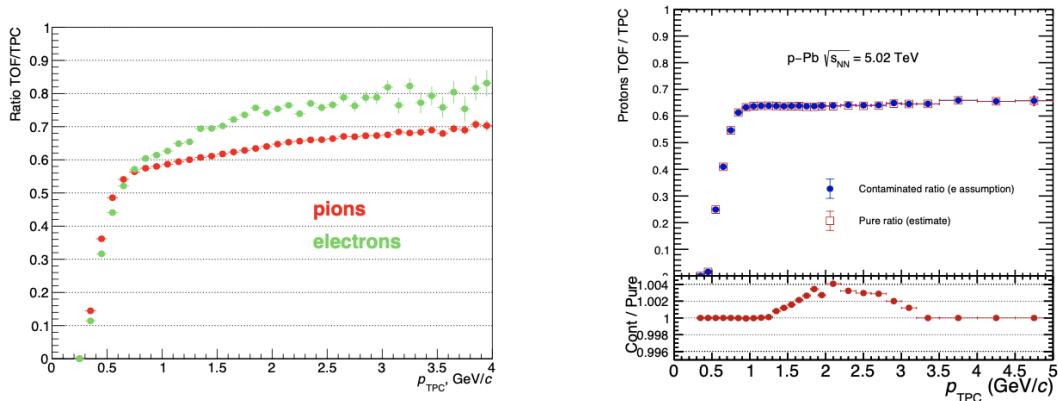 Ratio TOF/TPC
1
0.9
0.8
0.7
0.6
0.5
0.4
0.3
0.2
0.1
0
pions
electrons
0 0.5 1 1.5 2 2.5 3 3.5 4
p_TPC, GeV/c
Protons TOF / TPC
1
0.9
0.8
0.7
0.6
0.5
0.4
0.3
0.2
0.1
0
p-Pb √s_NN = 5.02 TeV
Contaminated ratio (e assumption)
Pure ratio (estimate)
Cont / Pure
1.004
1.002
1
0.998
0.996
0 0.5 1 1.5 2 2.5 3 3.5 4 4.5 5
p_TPC (GeV/c)